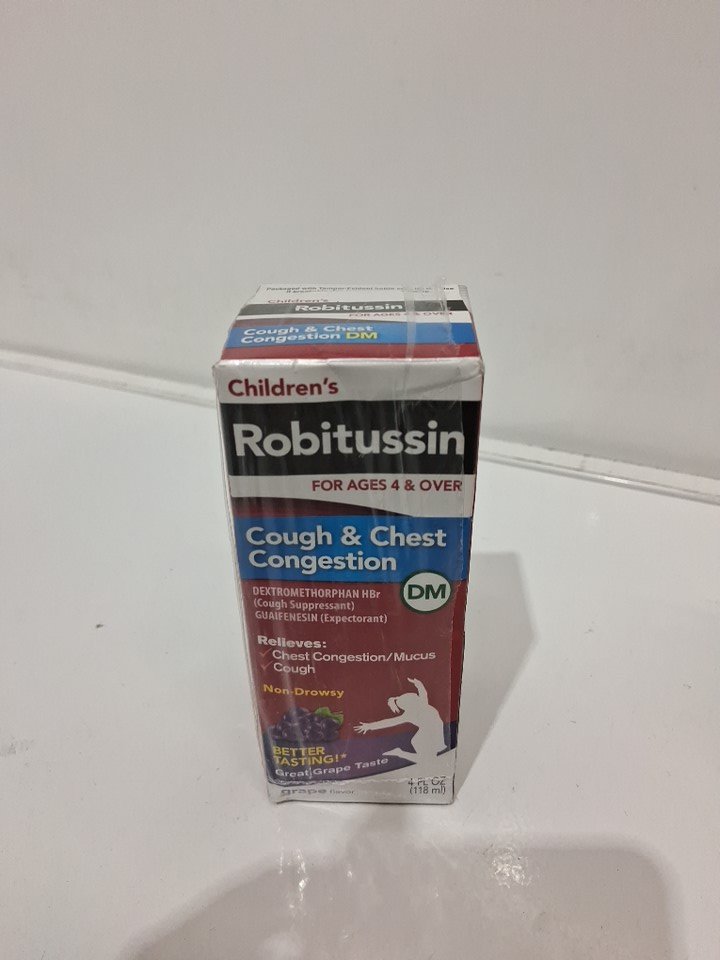 Children's
Robitussin
FOR AGES 4 & OVER
Cough & Chest
Congestion DM
Children's
Robitussin
FOR AGES 4 & OVER
Cough & Chest
Congestion
DM
DEXTROMETHORPHAN HBr
(Cough Suppressant)
GUAIFENESIN (Expectorant)
Relieves:
Chest Congestion/Mucus
Cough
Non-Drowsy
BETTER
TASTING!*
Great Grape Taste
grape flavor
4 FL OZ
(118 ml)